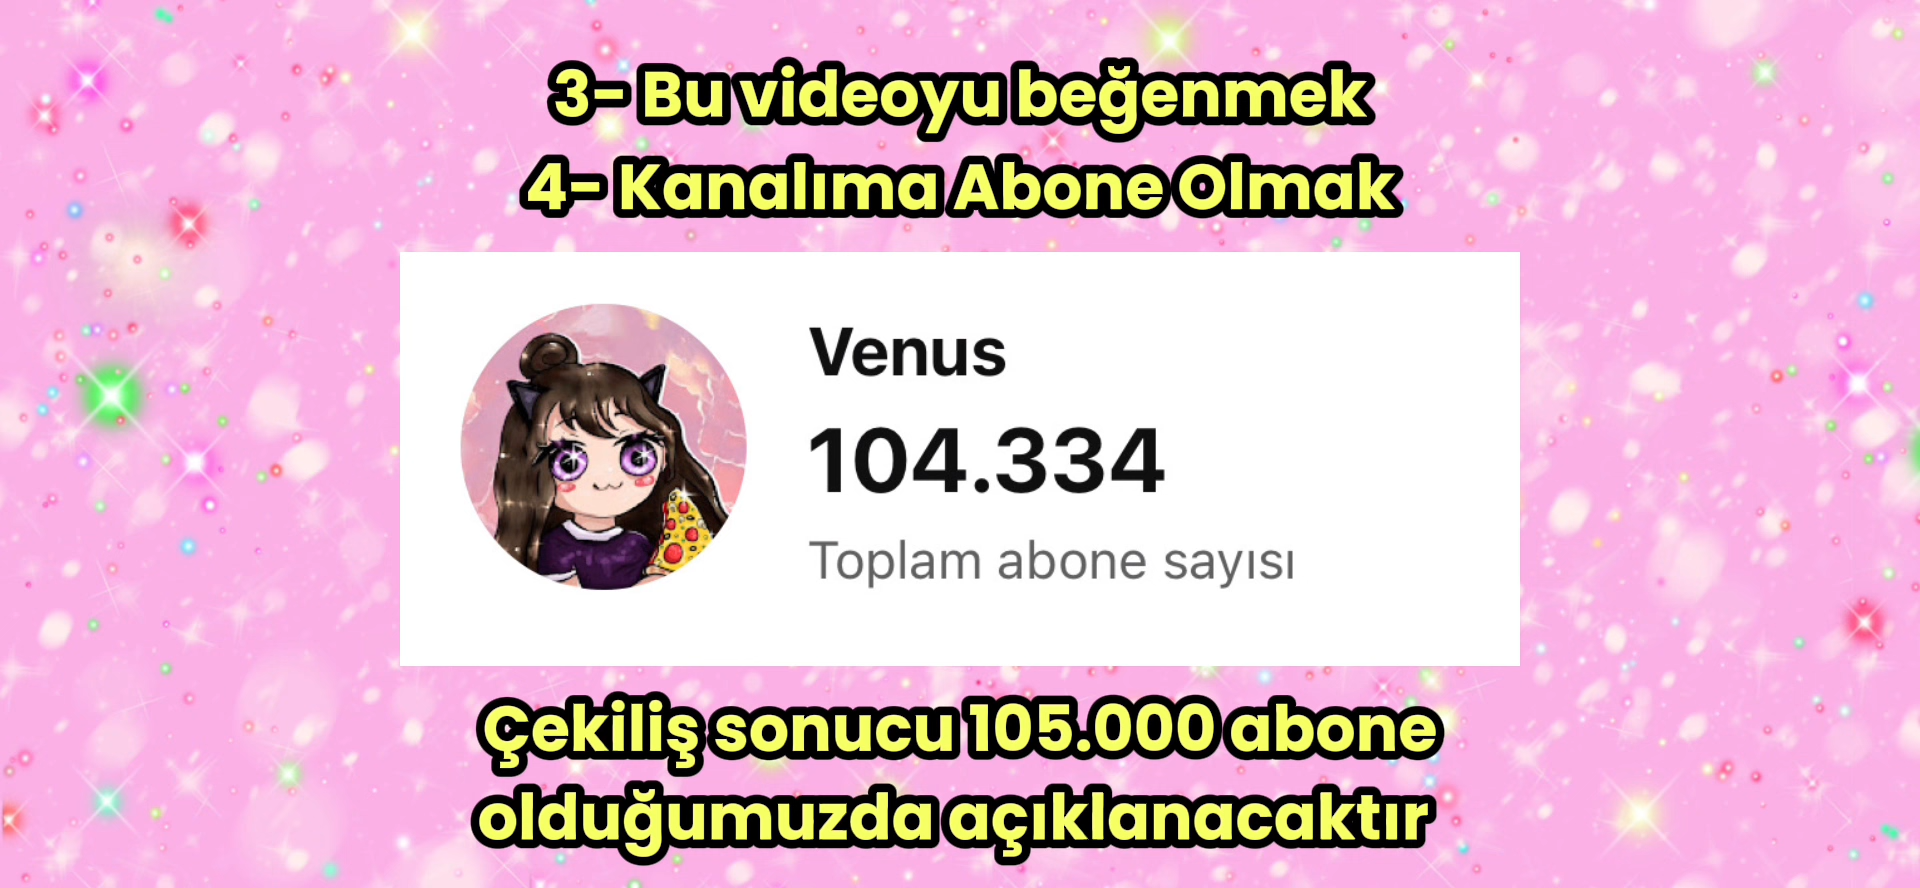 3- Bu videoyu beğenmek
4- Kanalıma Abone Olmak
Venus
104.334
Toplam abone sayısı
Çekiliş sonucu 105.000 abone
olduğumuzda açıklanacaktır